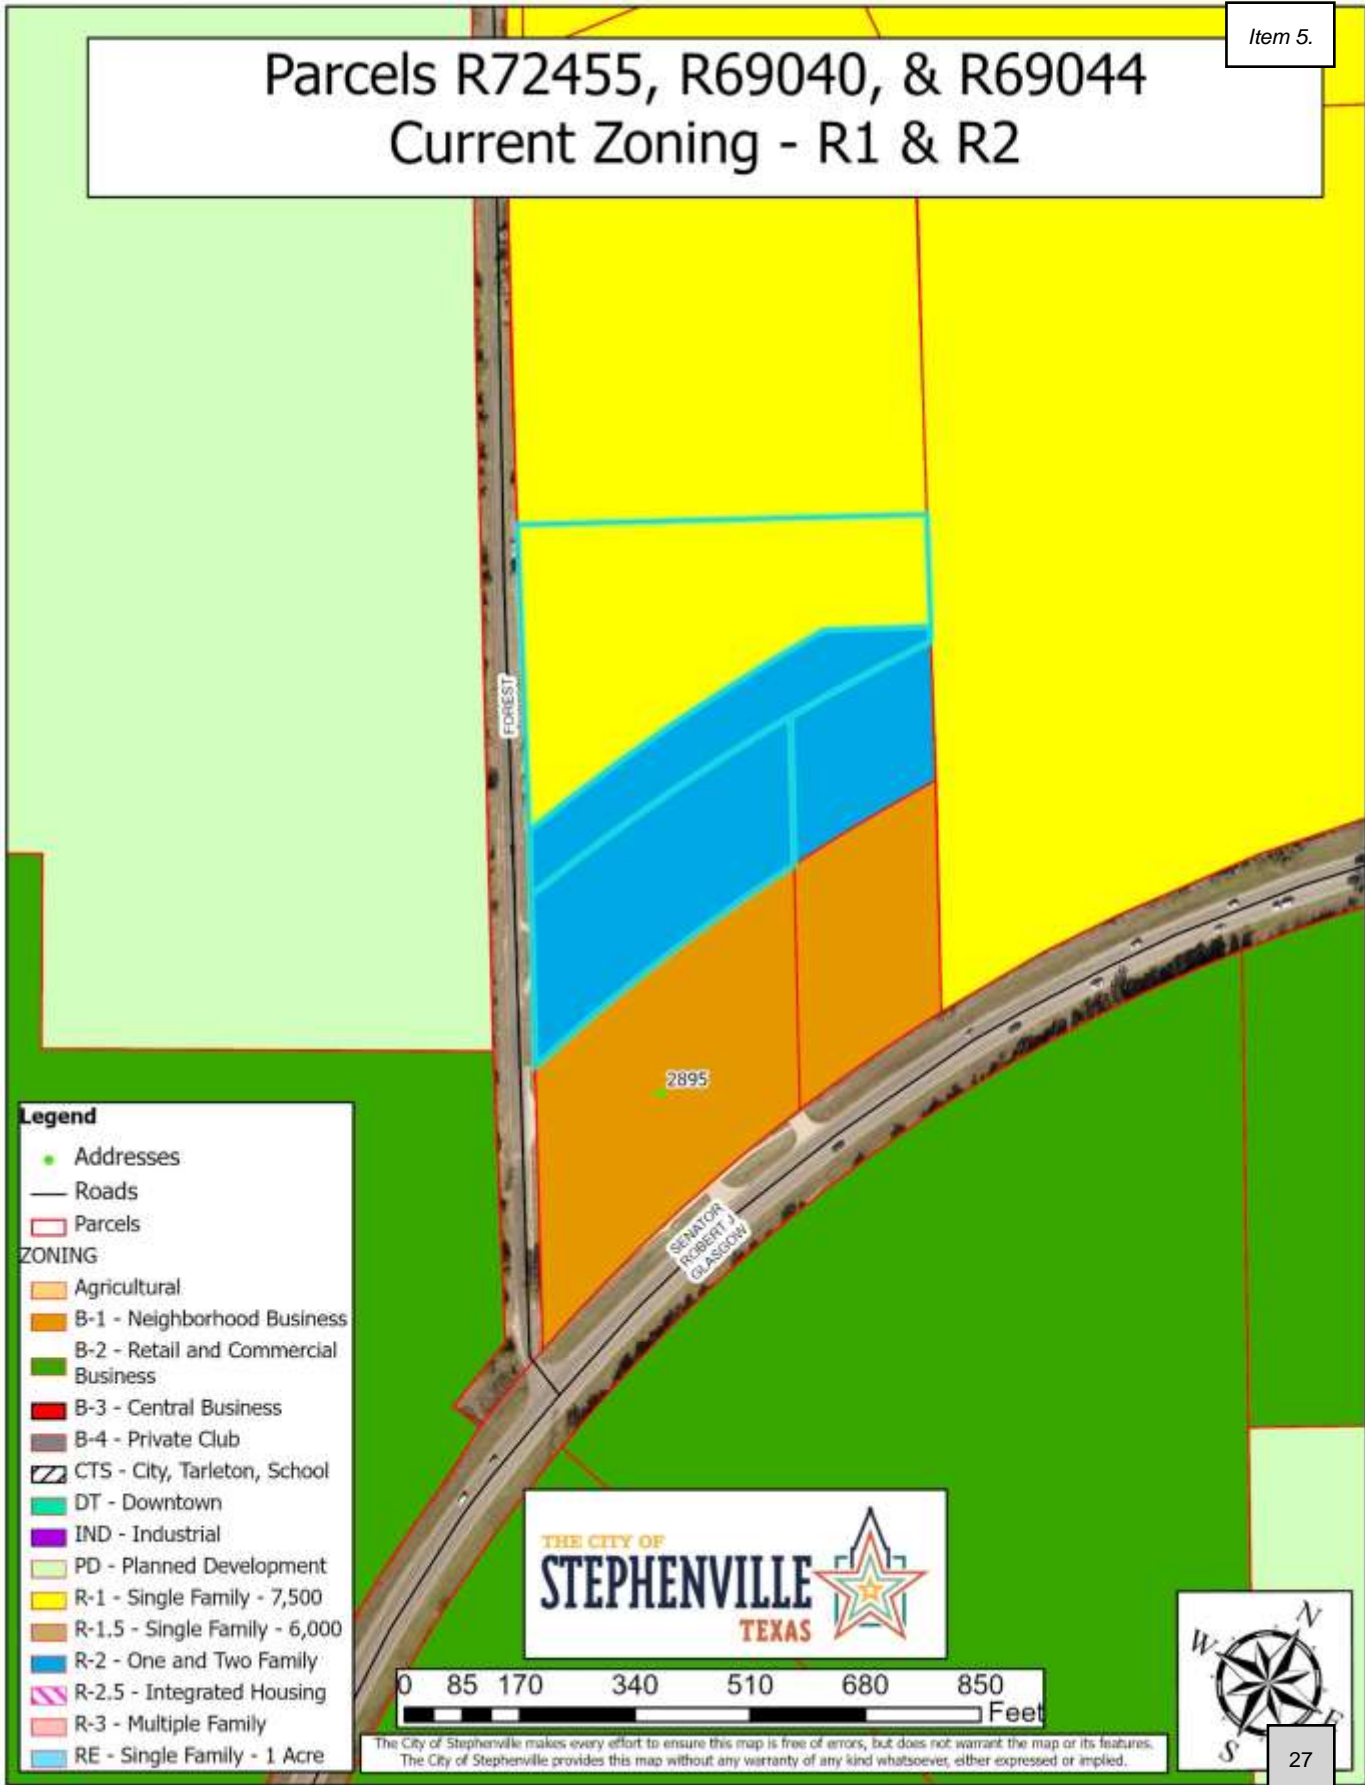 Item 5.
Parcels R72455, R69040, & R69044
Current Zoning - R1 & R2
FOREST
2895
SENATOR
ROBERT J
GLASGOW
Legend
Addresses
Roads
Parcels
ZONING
Agricultural
B-1 - Neighborhood Business
B-2 - Retail and Commercial
Business
B-3 - Central Business
B-4 - Private Club
CTS - City, Tarleton, School
DT - Downtown
IND - Industrial
PD - Planned Development
R-1 - Single Family - 7,500
R-1.5 - Single Family - 6,000
R-2 - One and Two Family
R-2.5 - Integrated Housing
R-3 - Multiple Family
RE - Single Family - 1 Acre
THE CITY OF
STEPHENVILLE
TEXAS
0 85 170 340 510 680 850
Feet
The City of Stephenville makes every effort to ensure this map is free of errors, but does not warrant the map or its features.
The City of Stephenville provides this map without any warranty of any kind whatsoever, either expressed or implied.
N
W
E
S
27